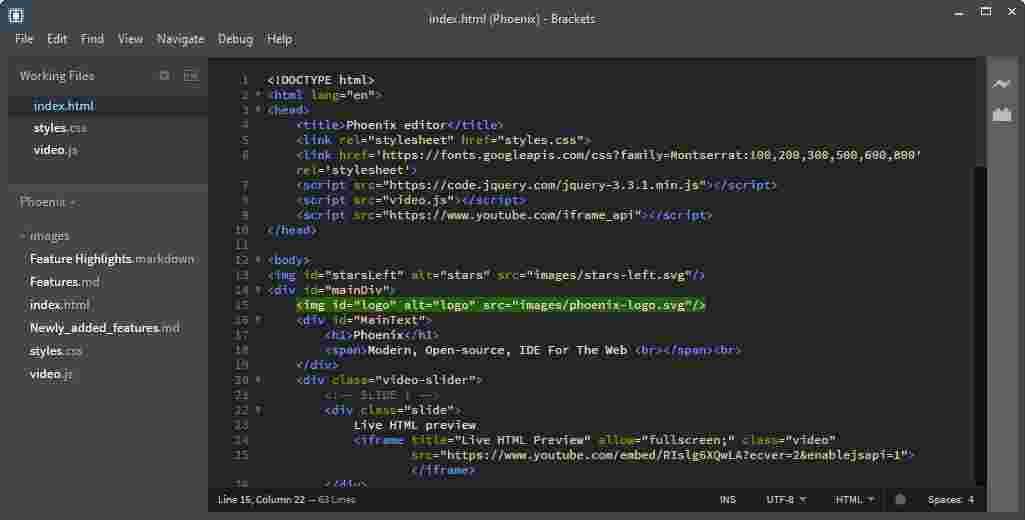 index.html (Phoenix) - Brackets
File Edit Find View Navigate Debug Help
Working Files
index.html
styles.css
video.js
Phoenix
images
Feature Highlights.markdown
Features.md
index.html
Newly_added_features.md
styles.css
video.js
1 <!DOCTYPE html>
2 <html lang="en">
3 <head>
4 <title>Phoenix editor</title>
5 <link rel="stylesheet" href="styles.css">
6 <link href='https://fonts.googleapis.com/css?family=Montserrat:100,200,300,500,600,800'
rel='stylesheet'>
7 <script src="https://code.jquery.com/jquery-3.3.1.min.js"></script>
8 <script src="video.js"></script>
9 <script src="https://www.youtube.com/iframe_api"></script>
10 </head>
11
12 <body>
13 <img id="starsLeft" alt="stars" src="images/stars-left.svg"/>
14 <div id="mainDiv">
15 <img id="logo" alt="logo" src="images/phoenix-logo.svg"/>
16 <div id="MainText">
17 <h1>Phoenix</h1>
18 <span>Modern, Open-source, IDE For The Web <br></span><br>
19 </div>
20 <div class="video-slider">
21 <!-- SLIDE 1 -->
22 <div class="slide">
23 Live HTML preview
24 <iframe title="Live HTML Preview" allow="fullscreen;" class="video"
25 src="https://www.youtube.com/embed/RIslg6XQwLA?ecver=2&enablejsapi=1">
</iframe>
</div>
Line 15, Column 22 — 63 Lines INS UTF-8 HTML Spaces: 4